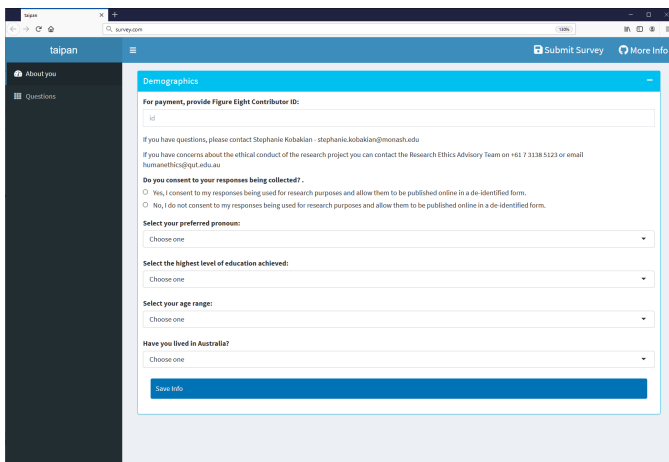 taipan
survey.com
120%
taipan
Submit Survey
More Info
About you
Questions
Demographics
For payment, provide Figure Eight Contributor ID:
id
If you have questions, please contact Stephanie Kobakian - stephanie.kobakian@monash.edu
If you have concerns about the ethical conduct of the research project you can contact the Research Ethics Advisory Team on +61 7 3138 5123 or email
humanethics@qut.edu.au
Do you consent to your responses being collected? .
Yes, I consent to my responses being used for research purposes and allow them to be published online in a de-identified form.
No, I do not consent to my responses being used for research purposes and allow them to be published online in a de-identified form.
Select your preferred pronoun:
Choose one
Select the highest level of education achieved:
Choose one
Select your age range:
Choose one
Have you lived in Australia?
Choose one
Save Info